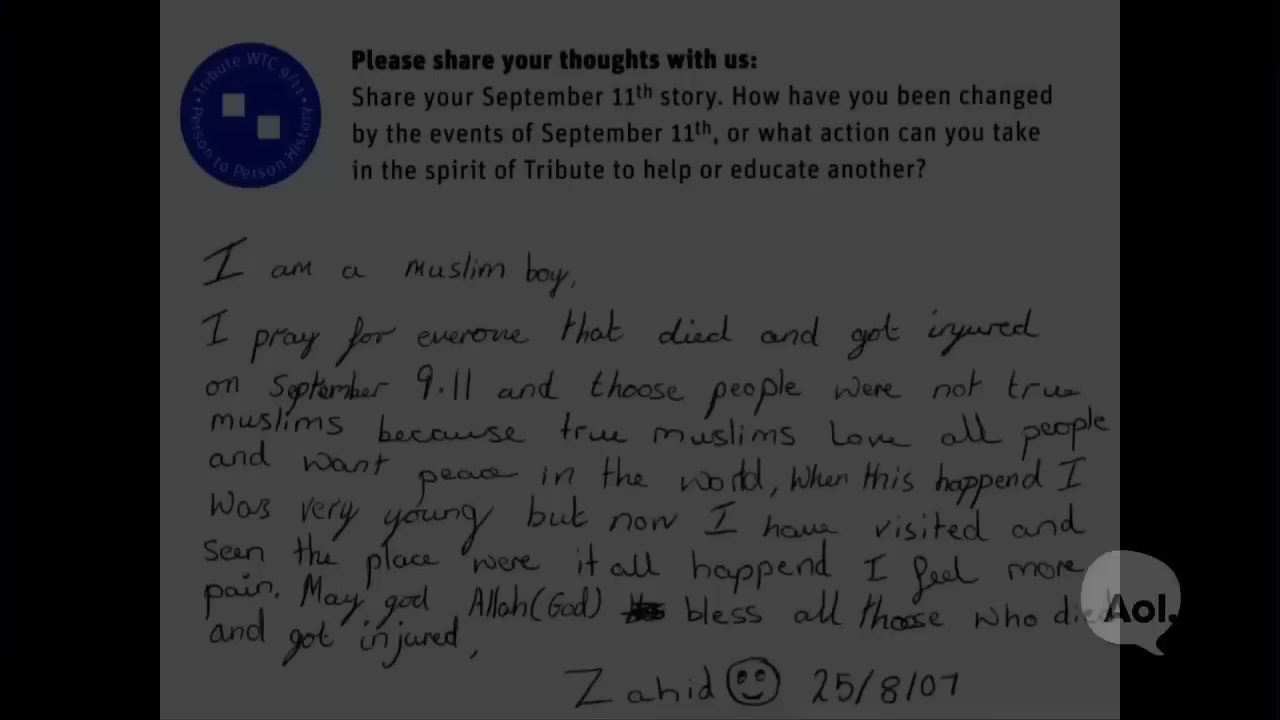 Tribute WTC 9/11 • Person to Person History •
Please share your thoughts with us:
Share your September 11th story. How have you been changed
by the events of September 11th, or what action can you take
in the spirit of Tribute to help or educate another?
I am a muslim boy.
I pray for everone that died and got injured
on September 9.11 and thoose people were not true
muslims because true muslims love all people
and want peace in the world, When this happend I
was very young but now I have visited and
seen the place were it all happend I feel more
pain. May god Allah(God) bless all those who died
and got injured,
Zahid 25/8/07
Aol.